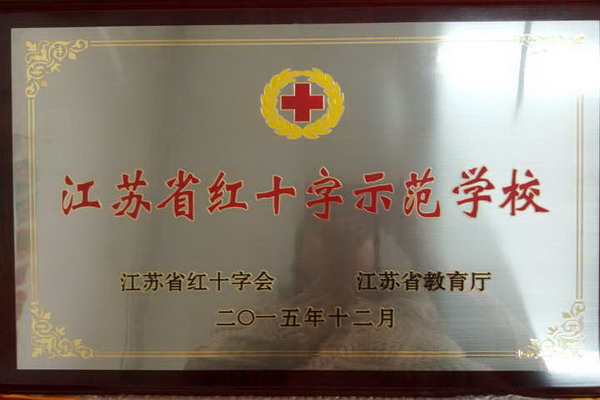 江苏省红十字示范学校
江苏省红十字会 江苏省教育厅
二〇一五年十二月